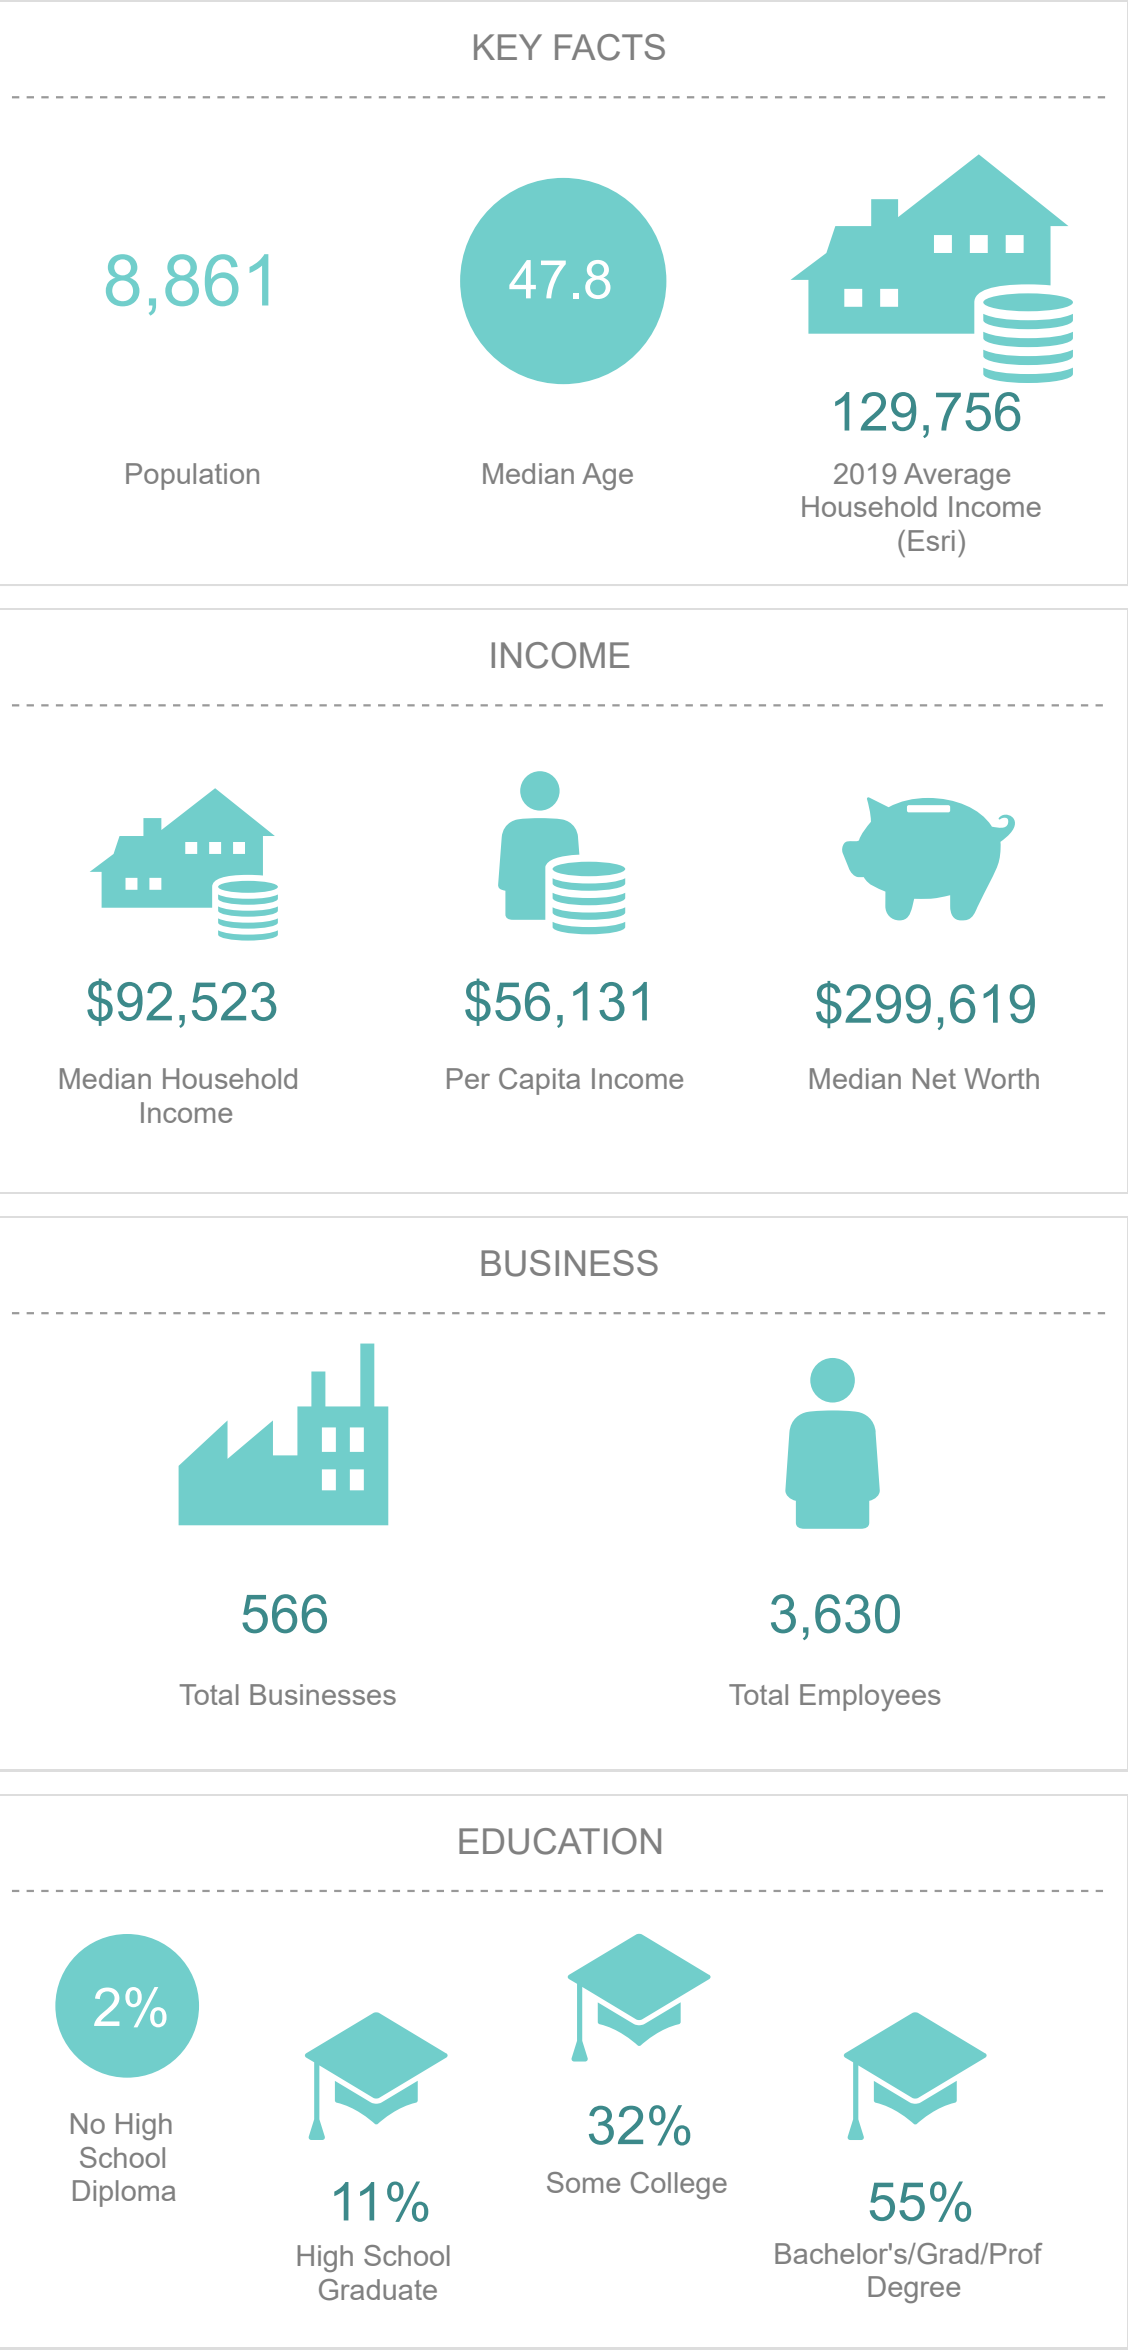 KEY FACTS
8,861
47.8
129,756
Population
Median Age
2019 Average
Household Income
(Esri)
INCOME
$92,523
$56,131
$299,619
Median Household
Income
Per Capita Income
Median Net Worth
BUSINESS
566
3,630
Total Businesses
Total Employees
EDUCATION
2%
No High
School
Diploma
11%
High School
Graduate
32%
Some College
55%
Bachelor's/Grad/Prof
Degree